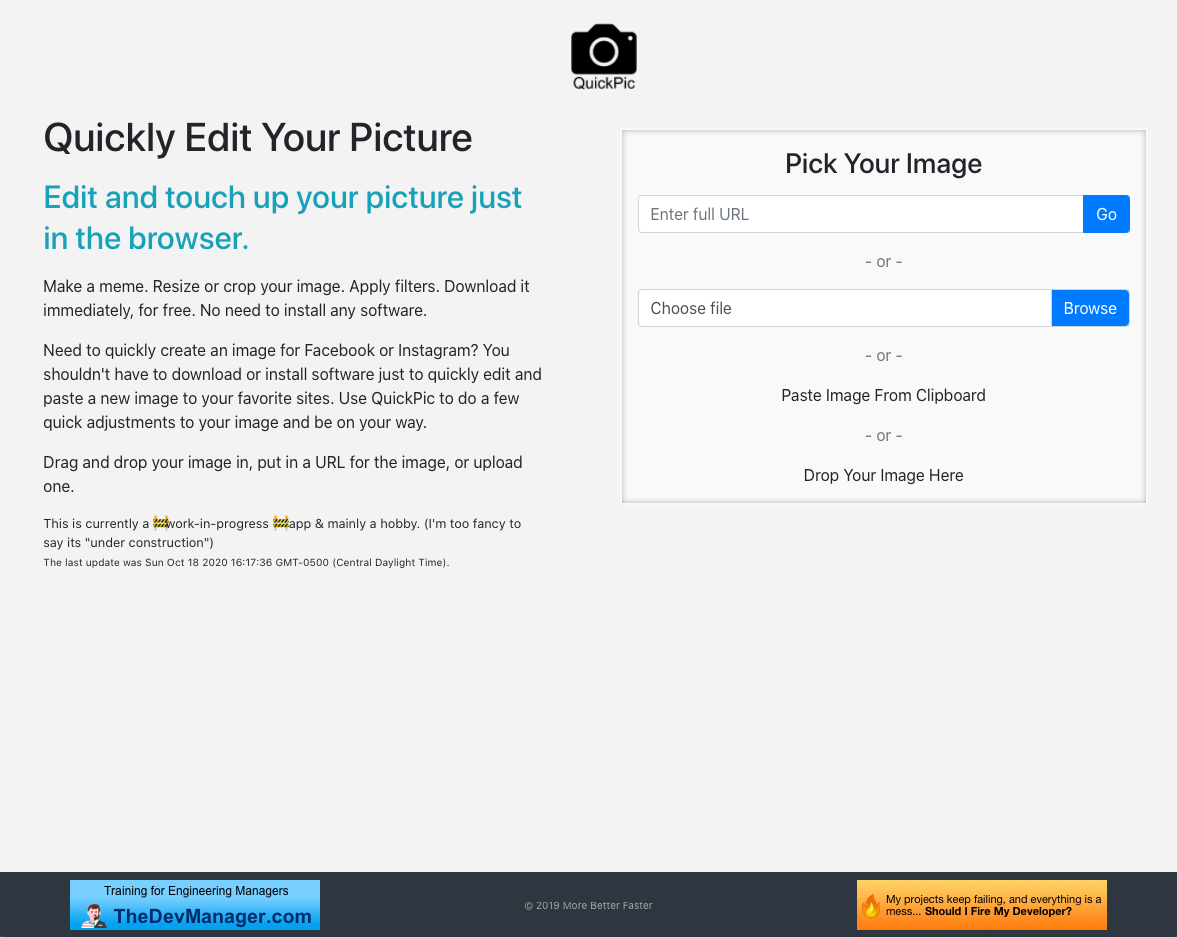 QuickPic
Quickly Edit Your Picture
Edit and touch up your picture just
in the browser.
Make a meme. Resize or crop your image. Apply filters. Download it
immediately, for free. No need to install any software.
Need to quickly create an image for Facebook or Instagram? You
shouldn't have to download or install software just to quickly edit and
paste a new image to your favorite sites. Use QuickPic to do a few
quick adjustments to your image and be on your way.
Drag and drop your image in, put in a URL for the image, or upload
one.
This is currently a 🚧work-in-progress 🚧app & mainly a hobby. (I'm too fancy to
say its "under construction")
The last update was Sun Oct 18 2020 16:17:36 GMT-0500 (Central Daylight Time).
Pick Your Image
Enter full URL Go
- or -
Choose file Browse
- or -
Paste Image From Clipboard
- or -
Drop Your Image Here
Training for Engineering Managers
TheDevManager.com
© 2019 More Better Faster
My projects keep failing, and everything is a
mess... Should I Fire My Developer?